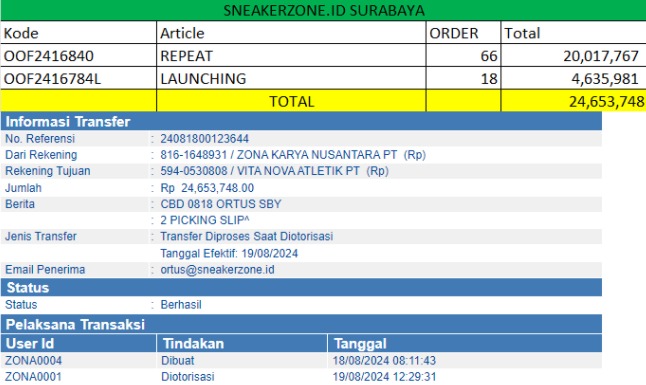 SNEAKERZONE.ID SURABAYA
Kode Article ORDER Total
OOF2416840 REPEAT 66 20,017,767
OOF2416784L LAUNCHING 18 4,635,981
TOTAL 24,653,748
Informasi Transfer
No. Referensi : 24081800123644
Dari Rekening : 816-1648931 / ZONA KARYA NUSANTARA PT (Rp)
Rekening Tujuan : 594-0530808 / VITA NOVA ATLETIK PT (Rp)
Jumlah : Rp 24,653,748.00
Berita : CBD 0818 ORTUS SBY
: 2 PICKING SLIP^
Jenis Transfer : Transfer Diproses Saat Diotorisasi
Tanggal Efektif: 19/08/2024
Email Penerima : ortus@sneakerzone.id
Status
Status : Berhasil
Pelaksana Transaksi
User Id Tindakan Tanggal
ZONA0004 Dibuat 18/08/2024 08:11:43
ZONA0001 Diotorisasi 19/08/2024 12:29:31